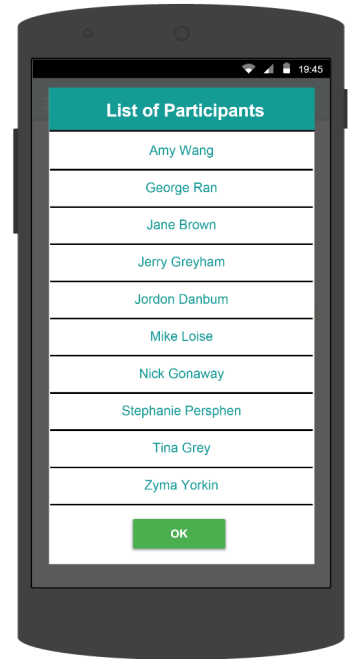 19:45
List of Participants
Amy Wang
George Ran
Jane Brown
Jerry Greyham
Jordon Danbum
Mike Loise
Nick Gonaway
Stephanie Persphen
Tina Grey
Zyma Yorkin
OK